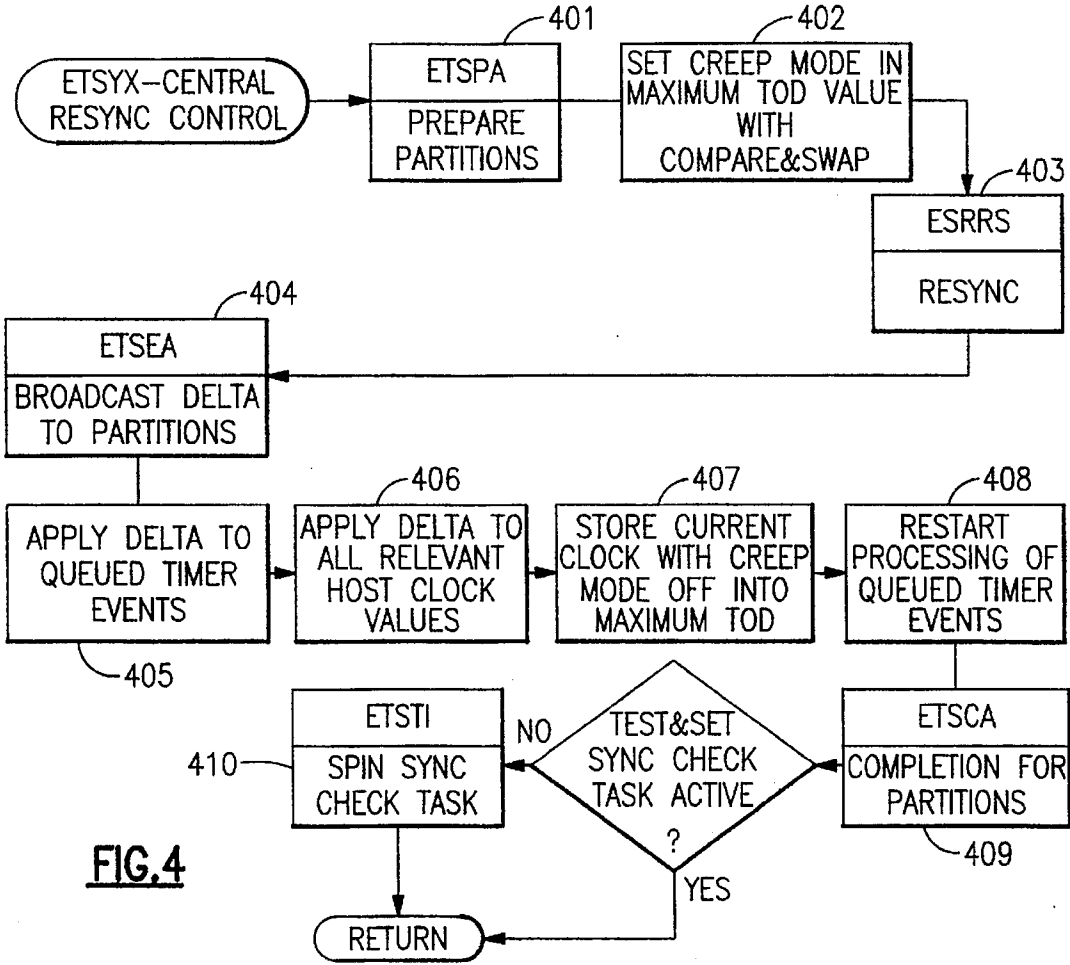 401
402
ETSYX-CENTRAL
RESYNC CONTROL
ETSPA
PREPARE
PARTITIONS
SET CREEP MODE IN
MAXIMUM TOD VALUE
WITH
COMPARE&SWAP
403
ESRRS
RESYNC
404
ETSEA
BROADCAST DELTA
TO PARTITIONS
405
APPLY DELTA TO
QUEUED TIMER
EVENTS
406
APPLY DELTA TO
ALL RELEVANT
HOST CLOCK
VALUES
407
STORE CURRENT
CLOCK WITH CREEP
MODE OFF INTO
MAXIMUM TOD
408
RESTART
PROCESSING OF
QUEUED TIMER
EVENTS
ETSCA
COMPLETION FOR
PARTITIONS
409
TEST&SET
SYNC CHECK
TASK ACTIVE
?
NO
YES
ETSTI
SPIN SYNC
CHECK TASK
410
RETURN
FIG.4